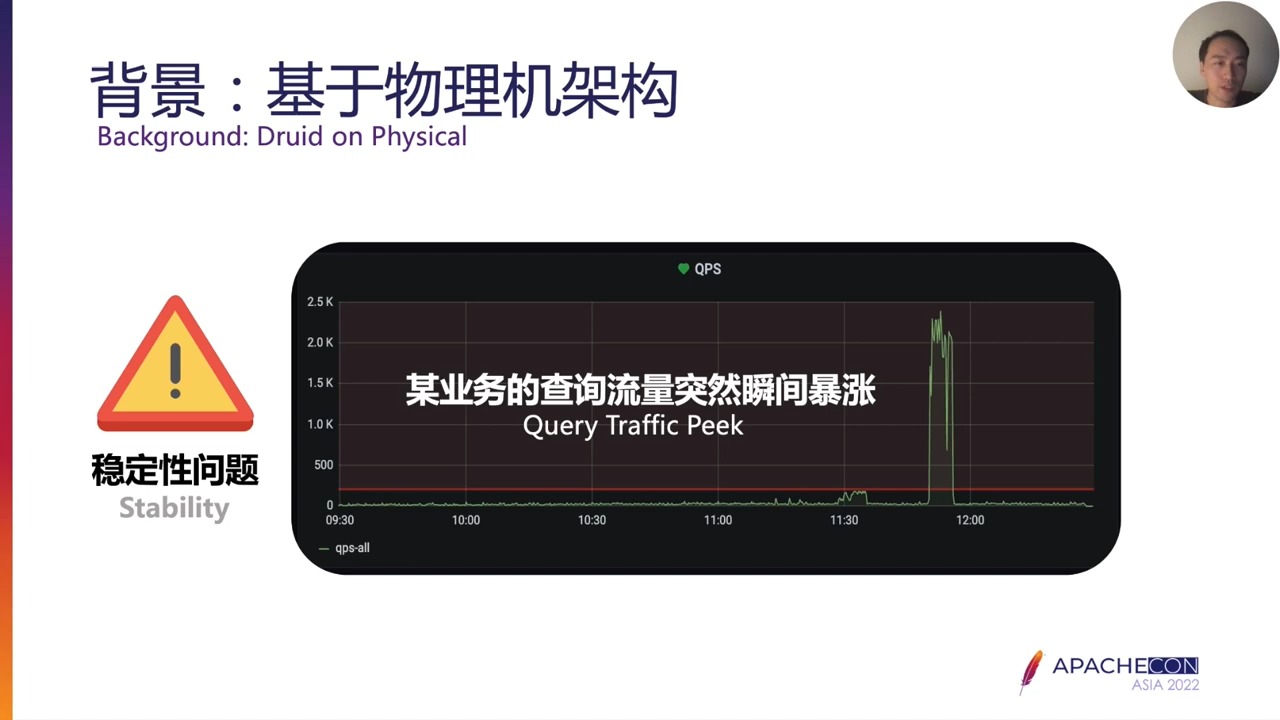 背景：基于物理机架构
Background: Druid on Physical
QPS
2.5 K
2.0 K
1.5 K
1.0 K
500
0
某业务的查询流量突然瞬间暴涨
Query Traffic Peek
09:30 10:00 10:30 11:00 11:30 12:00
qps-all
稳定性问题
Stability
APACHECON
ASIA 2022